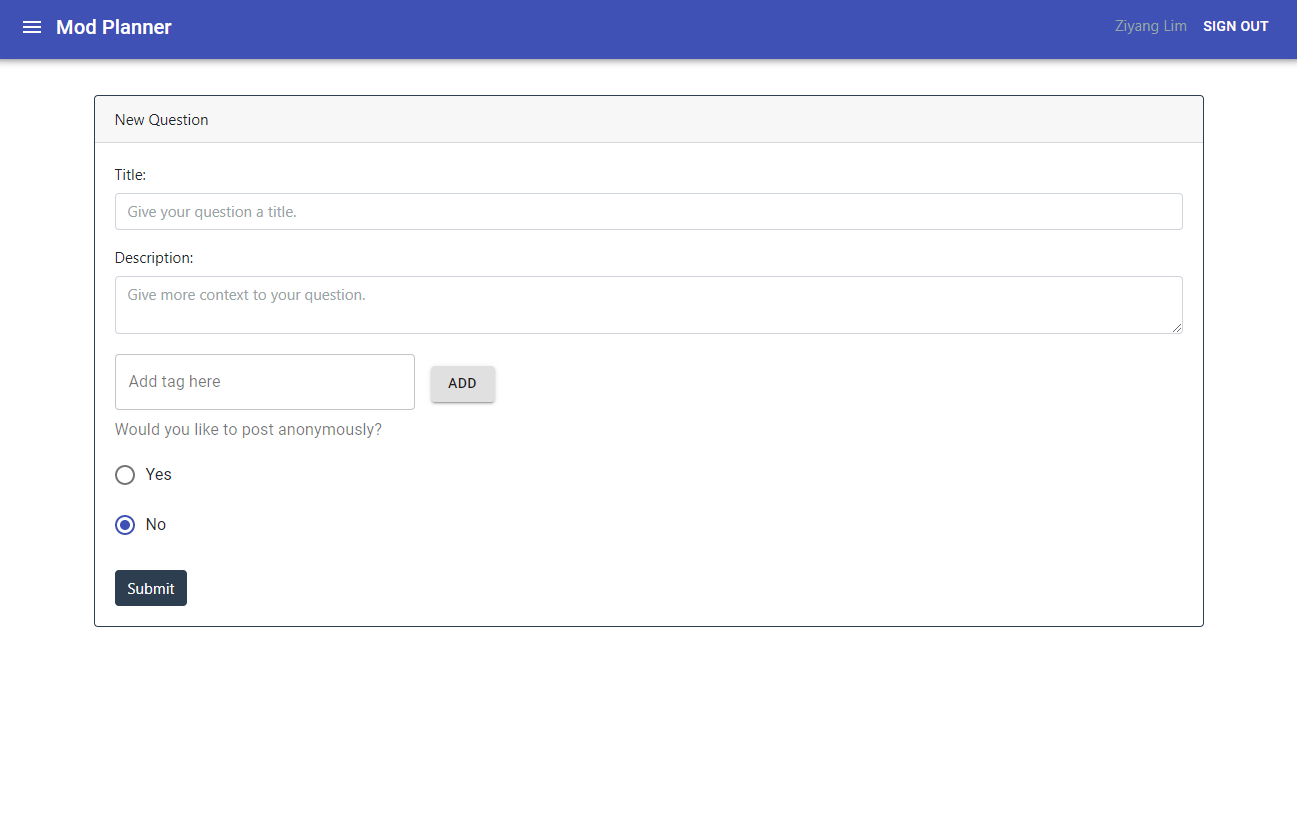 Mod Planner
Ziyang Lim SIGN OUT
New Question
Title:
Give your question a title.
Description:
Give more context to your question.
Add tag here ADD
Would you like to post anonymously?
Yes
No
Submit